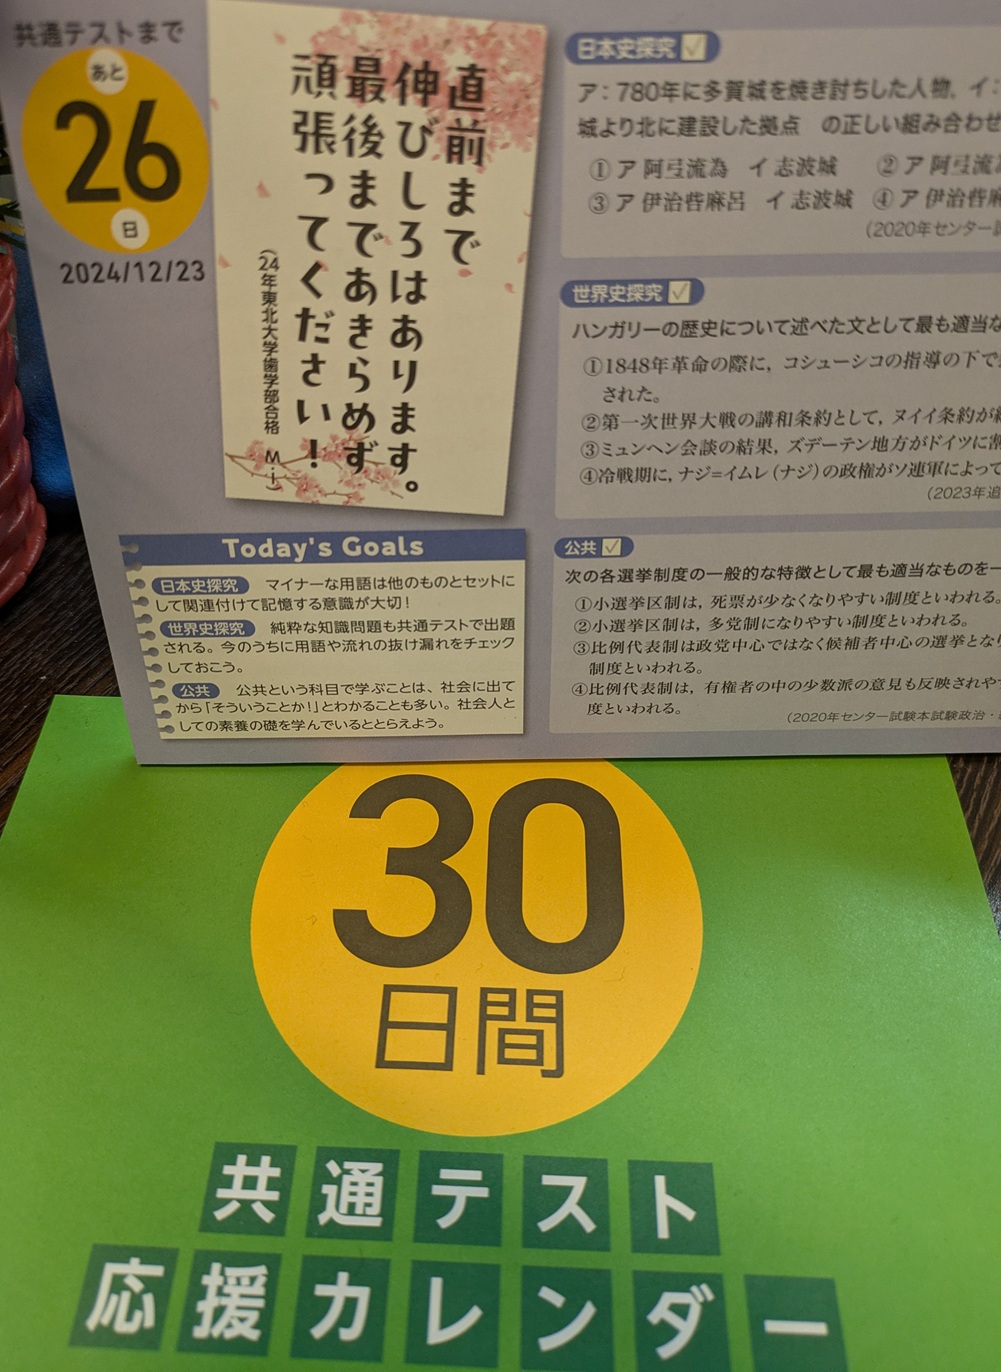 共通テストまで
あと
26
日
2024/12/23
直前まで
伸びしろはあります。
最後まであきらめず
頑張ってください！
（24年東北大学歯学部合格 M.I）
Today's Goals
日本史探究 マイナーな用語は他のものとセットに
して関連付けて記憶する意識が大切！
世界史探究 純粋な知識問題も共通テストで出題
される。今のうちに用語や流れの抜け漏れをチェック
しておこう。
公共 公共という科目で学ぶことは、社会に出て
から「そういうことか！」とわかることも多い。社会人と
しての素養の礎を学んでいるととらえよう。
日本史探究
ア：780年に多賀城を焼き討ちした人物，イ：
城より北に建設した拠点 の正しい組み合わせ
①ア 阿弖流為 イ 志波城 ②ア 阿弖流為
③ア 伊治呰麻呂 イ 志波城 ④ア 伊治呰麻
（2020年センター試
世界史探究
ハンガリーの歴史について述べた文として最も適当な
①1848年革命の際に，コシューシコの指導の下で
された。
②第一次世界大戦の講和条約として，ヌイイ条約が
③ミュンヘン会談の結果，ズデーテン地方がドイツに割
④冷戦期に，ナジ=イムレ（ナジ）の政権がソ連軍によって
（2023年追
公共
次の各選挙制度の一般的な特徴として最も適当なものを一
①小選挙区制は，死票が少なくなりやすい制度といわれる。
②小選挙区制は，多党制になりやすい制度といわれる。
③比例代表制は政党中心ではなく候補者中心の選挙となり
制度といわれる。
④比例代表制は，有権者の中の少数派の意見も反映されや
度といわれる。
（2020年センター試験本試験政治・
30
日間
共通テスト
応援カレンダー